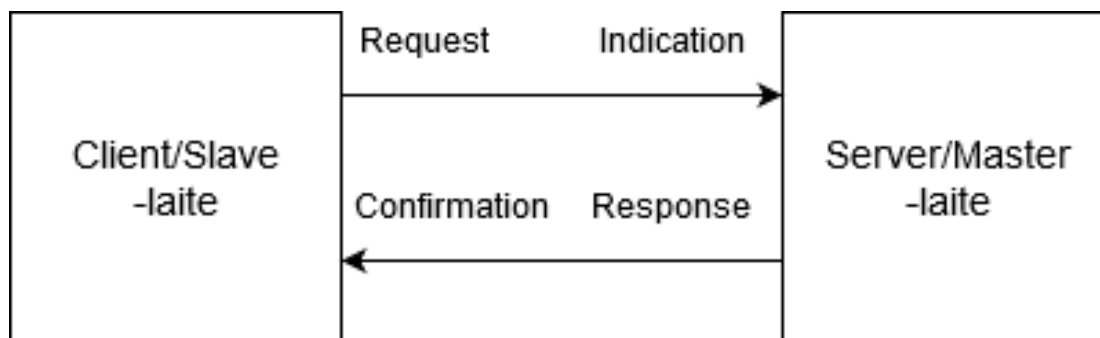 Request Indication
Client/Slave
-laite
Server/Master
-laite
Confirmation Response